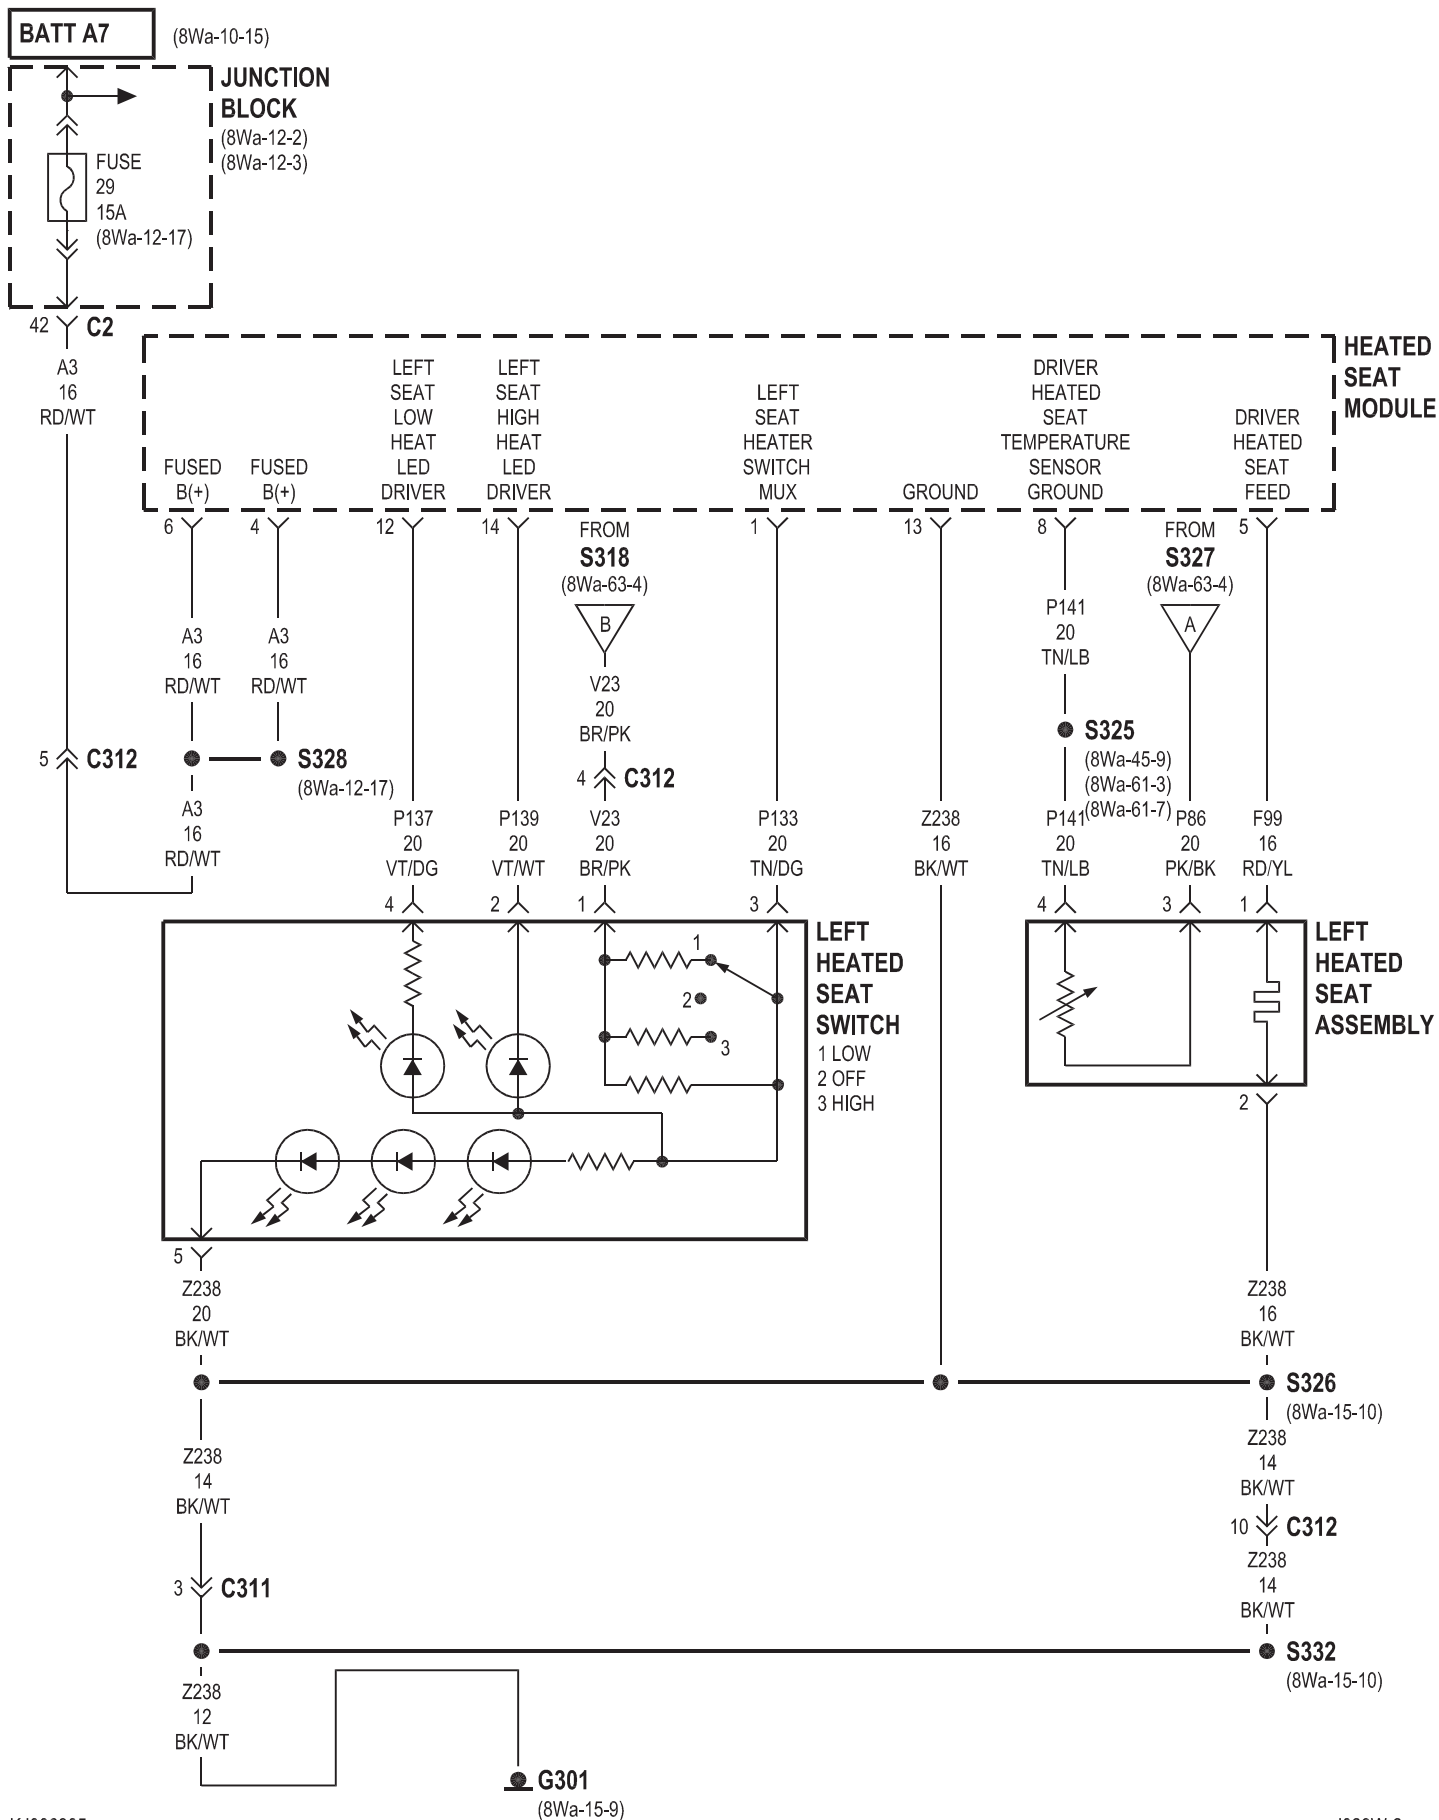 BATT A7
(8Wa-10-15)
JUNCTION
BLOCK
(8Wa-12-2)
(8Wa-12-3)
FUSE
29
15A
(8Wa-12-17)
42
C2
A3
16
RD/WT
HEATED
SEAT
MODULE
FUSED
B(+)
FUSED
B(+)
LEFT
SEAT
LOW
HEAT
LED
DRIVER
LEFT
SEAT
HIGH
HEAT
LED
DRIVER
LEFT
SEAT
HEATER
SWITCH
MUX
GROUND
DRIVER
HEATED
SEAT
TEMPERATURE
SENSOR
GROUND
DRIVER
HEATED
SEAT
FEED
6
4
12
14
FROM
S318
(8Wa-63-4)
B
1
13
8
FROM
S327
(8Wa-63-4)
A
5
A3
16
RD/WT
A3
16
RD/WT
V23
20
BR/PK
P141
20
TN/LB
5
C312
S328
(8Wa-12-17)
4
C312
S325
(8Wa-45-9)
(8Wa-61-3)
(8Wa-61-7)
A3
16
RD/WT
P137
20
VT/DG
P139
20
VT/WT
V23
20
BR/PK
P133
20
TN/DG
Z238
16
BK/WT
P141
20
TN/LB
P86
20
PK/BK
F99
16
RD/YL
4
2
1
3
4
3
1
1
2
3
LEFT
HEATED
SEAT
SWITCH
1 LOW
2 OFF
3 HIGH
LEFT
HEATED
SEAT
ASSEMBLY
2
5
Z238
20
BK/WT
Z238
16
BK/WT
S326
(8Wa-15-10)
Z238
14
BK/WT
Z238
14
BK/WT
10
C312
Z238
14
BK/WT
3
C311
S332
(8Wa-15-10)
Z238
12
BK/WT
G301
(8Wa-15-9)